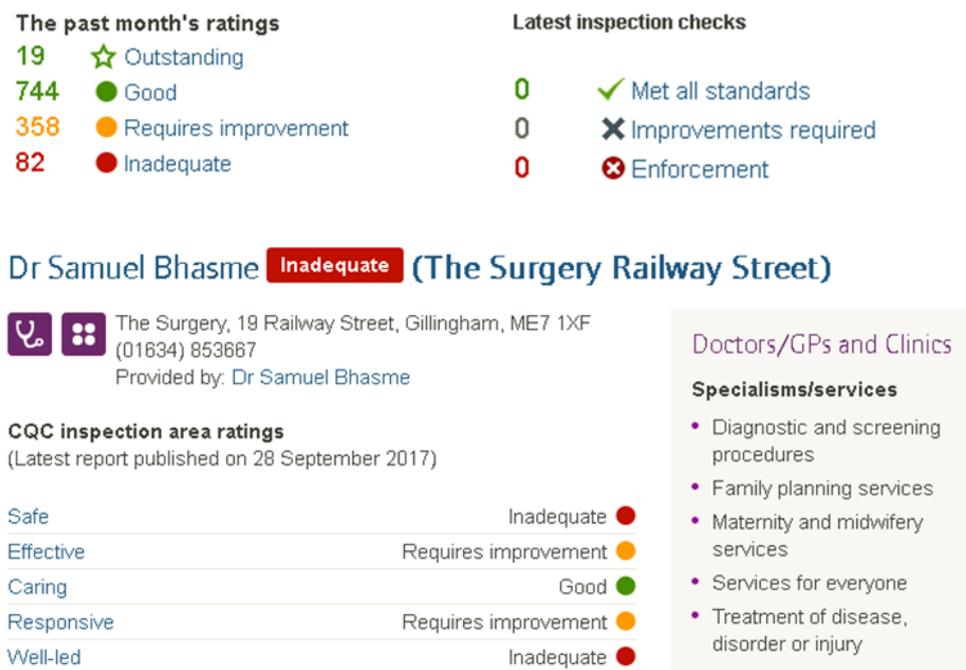 The past month's ratings
19 Outstanding
744 Good
358 Requires improvement
82 Inadequate
Latest inspection checks
0 Met all standards
0 Improvements required
0 Enforcement
Dr Samuel Bhasme Inadequate (The Surgery Railway Street)
The Surgery, 19 Railway Street, Gillingham, ME7 1XF
(01634) 853667
Provided by: Dr Samuel Bhasme
CQC inspection area ratings
(Latest report published on 28 September 2017)
Safe Inadequate
Effective Requires improvement
Caring Good
Responsive Requires improvement
Well-led Inadequate
Doctors/GPs and Clinics
Specialisms/services
• Diagnostic and screening
procedures
• Family planning services
• Maternity and midwifery
services
• Services for everyone
• Treatment of disease,
disorder or injury